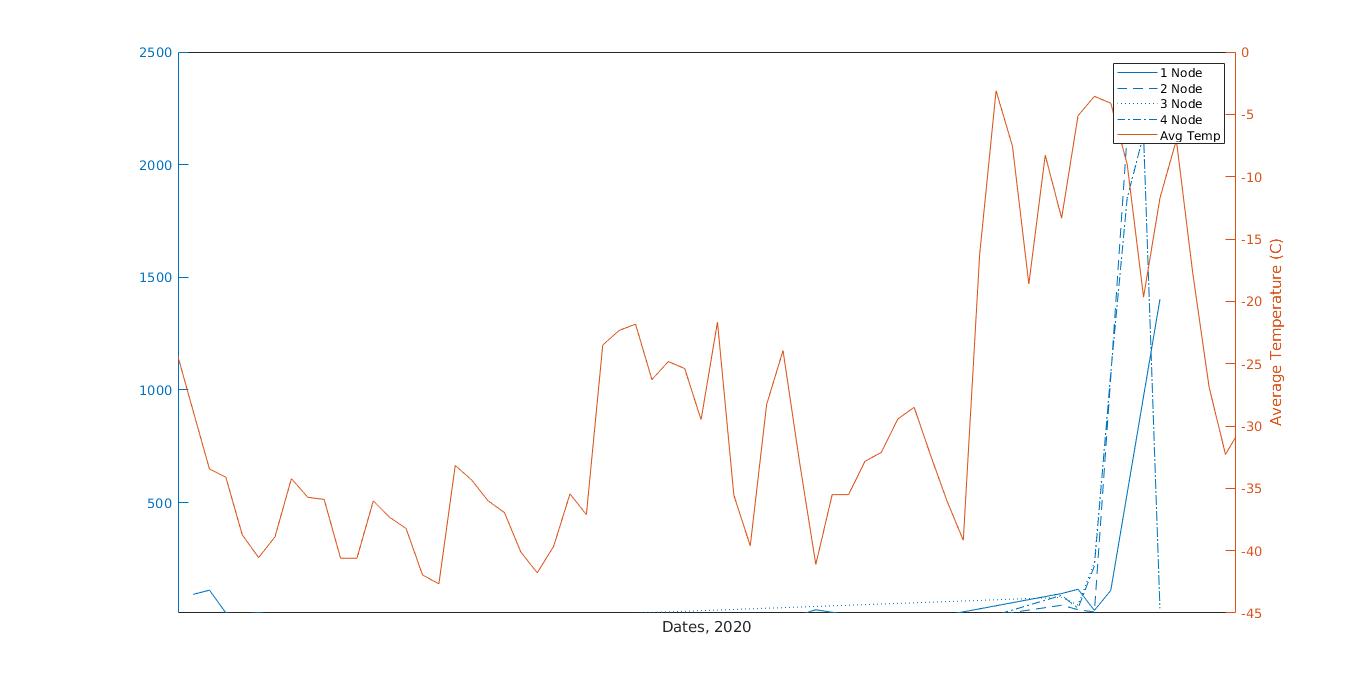 2500
2000
1500
1000
500
0
-5
-10
-15
-20
-25
-30
-35
-40
-45
1 Node
2 Node
3 Node
4 Node
Avg Temp
Average Temperature (C)
Dates, 2020